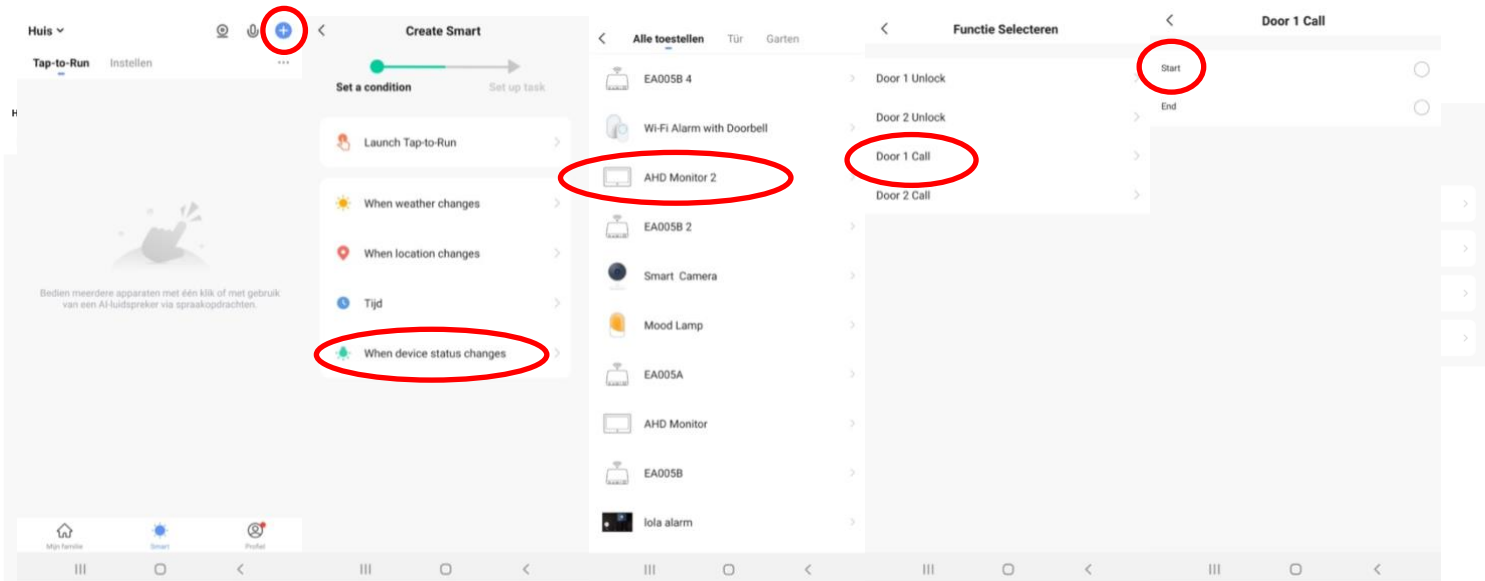 Huis
Tap-to-Run Instellen
H
Bedien meerdere apparaten met één klik of met gebruik
van een AI-luidspreker via spraakopdrachten.
Mijn familie Smart Profiel
Create Smart
Set a condition Set up task
Launch Tap-to-Run
When weather changes
When location changes
Tijd
When device status changes
Alle toestellen Tür Garten
EA005B 4
Wi-Fi Alarm with Doorbell
AHD Monitor 2
EA005B 2
Smart Camera
Mood Lamp
EA005A
AHD Monitor
EA005B
lola alarm
Functie Selecteren
Door 1 Unlock
Door 2 Unlock
Door 1 Call
Door 2 Call
Door 1 Call
Start
End